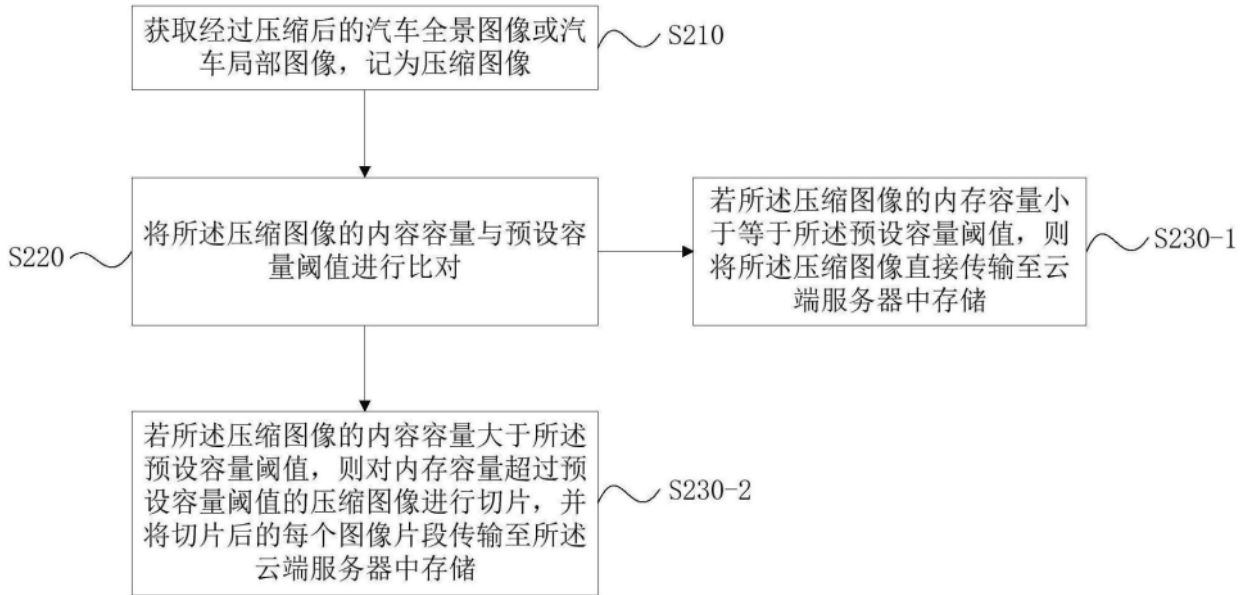 获取经过压缩后的汽车全景图像或汽
车局部图像，记为压缩图像
S210
S220
将所述压缩图像的内容容量与预设容
量阈值进行比对
若所述压缩图像的内存容量小
于等于所述预设容量阈值，则
将所述压缩图像直接传输至云
端服务器中存储
S230-1
若所述压缩图像的内容容量大于所述
预设容量阈值，则对内存容量超过预
设容量阈值的压缩图像进行切片，并
将切片后的每个图像片段传输至所述
云端服务器中存储
S230-2